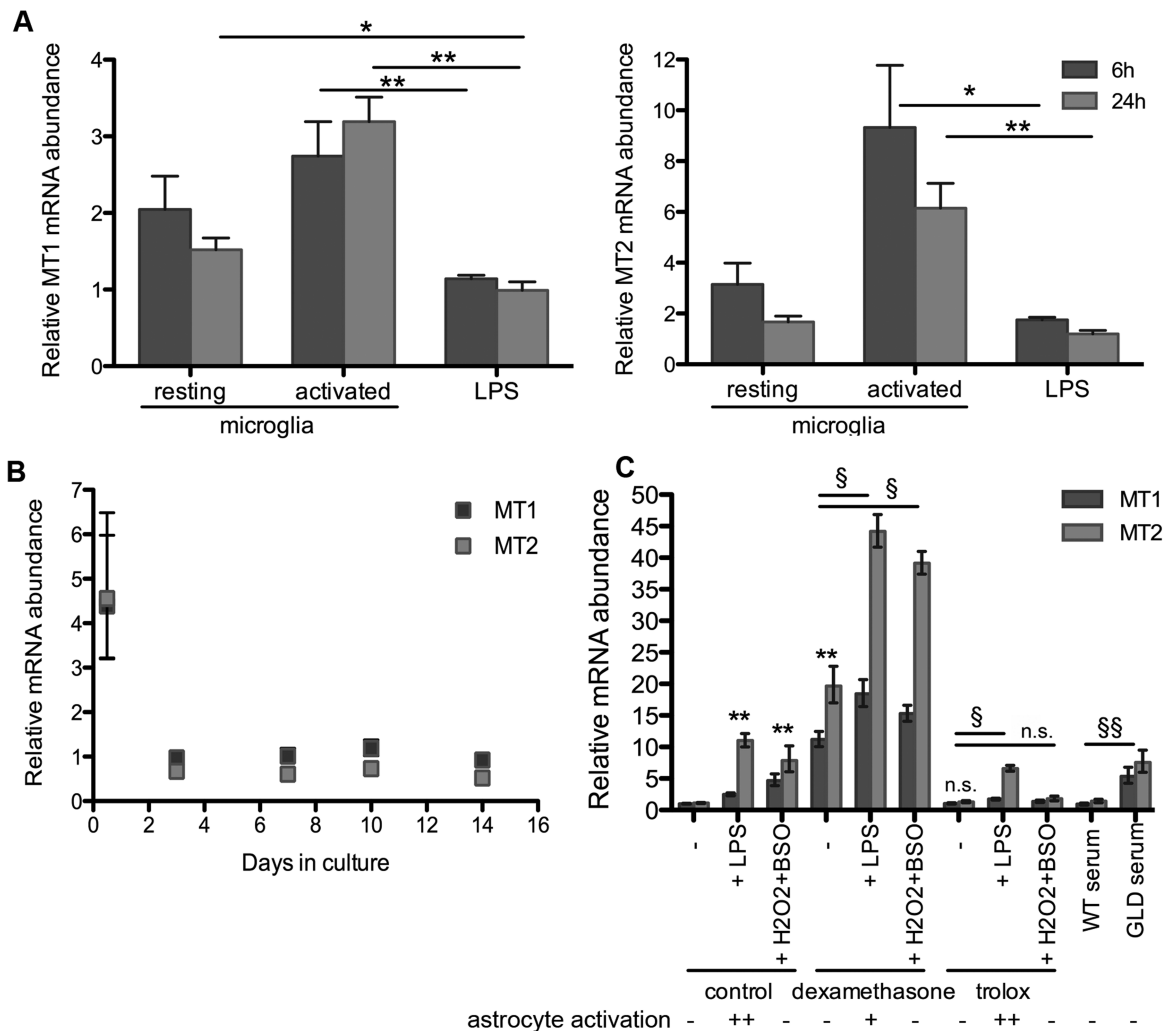 A
Relative MT1 mRNA abundance
4
3
2
1
0
*
**
**
resting
activated
LPS
microglia
Relative MT2 mRNA abundance
12
10
8
6
4
2
0
6h
24h
*
**
resting
activated
LPS
microglia
B
Relative mRNA abundance
7
6
5
4
3
2
1
0
MT1
MT2
0 2 4 6 8 10 12 14 16
Days in culture
C
Relative mRNA abundance
50
45
40
35
30
25
20
15
10
5
0
MT1
MT2
** ** **
§ §
n.s.
§
n.s.
§§
-
+ LPS
+ H2O2+BSO
-
+ LPS
+ H2O2+BSO
-
+ LPS
+ H2O2+BSO
WT serum
GLD serum
control dexamethasone trolox
astrocyte activation - ++ - - + - - ++ - - -